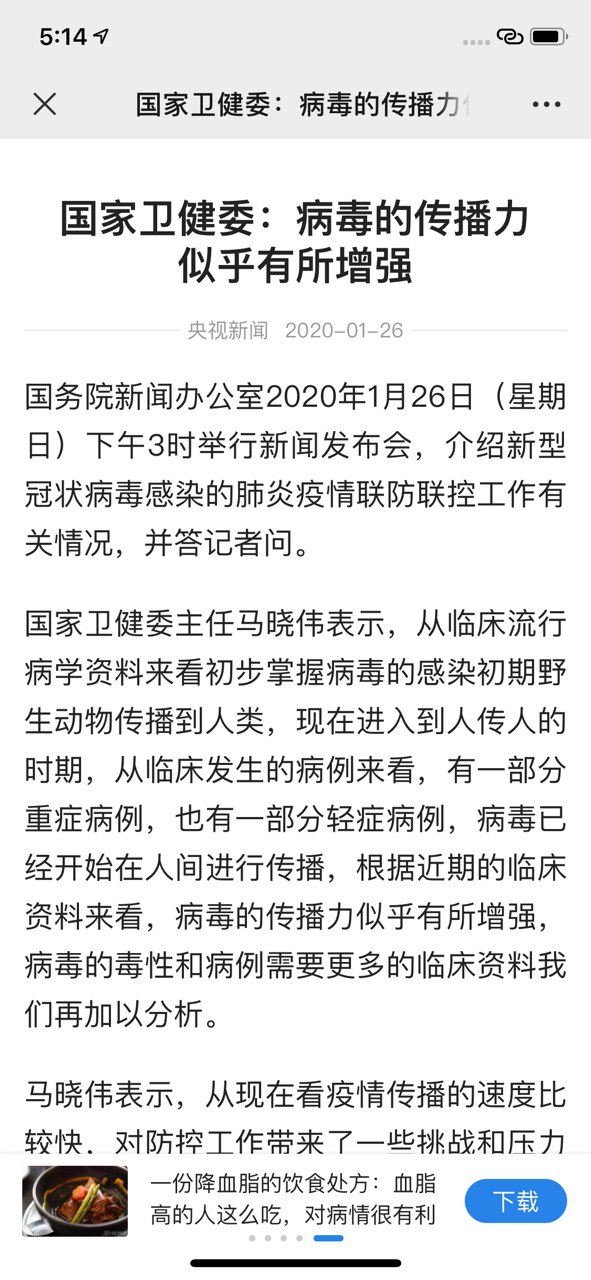 5:14
国家卫健委：病毒的传播力
国家卫健委：病毒的传播力
似乎有所增强
央视新闻 2020-01-26
国务院新闻办公室2020年1月26日（星期
日）下午3时举行新闻发布会，介绍新型
冠状病毒感染的肺炎疫情联防联控工作有
关情况，并答记者问。
国家卫健委主任马晓伟表示，从临床流行
病学资料来看初步掌握病毒的感染初期野
生动物传播到人类，现在进入到人传人的
时期，从临床发生的病例来看，有一部分
重症病例，也有一部分轻症病例，病毒已
经开始在人间进行传播，根据近期的临床
资料来看，病毒的传播力似乎有所增强，
病毒的毒性和病例需要更多的临床资料我
们再加以分析。
马晓伟表示，从现在看疫情传播的速度比
较快，对防控工作带来了一些挑战和压力
一份降血脂的饮食处方：血脂
高的人这么吃，对病情很有利
下载